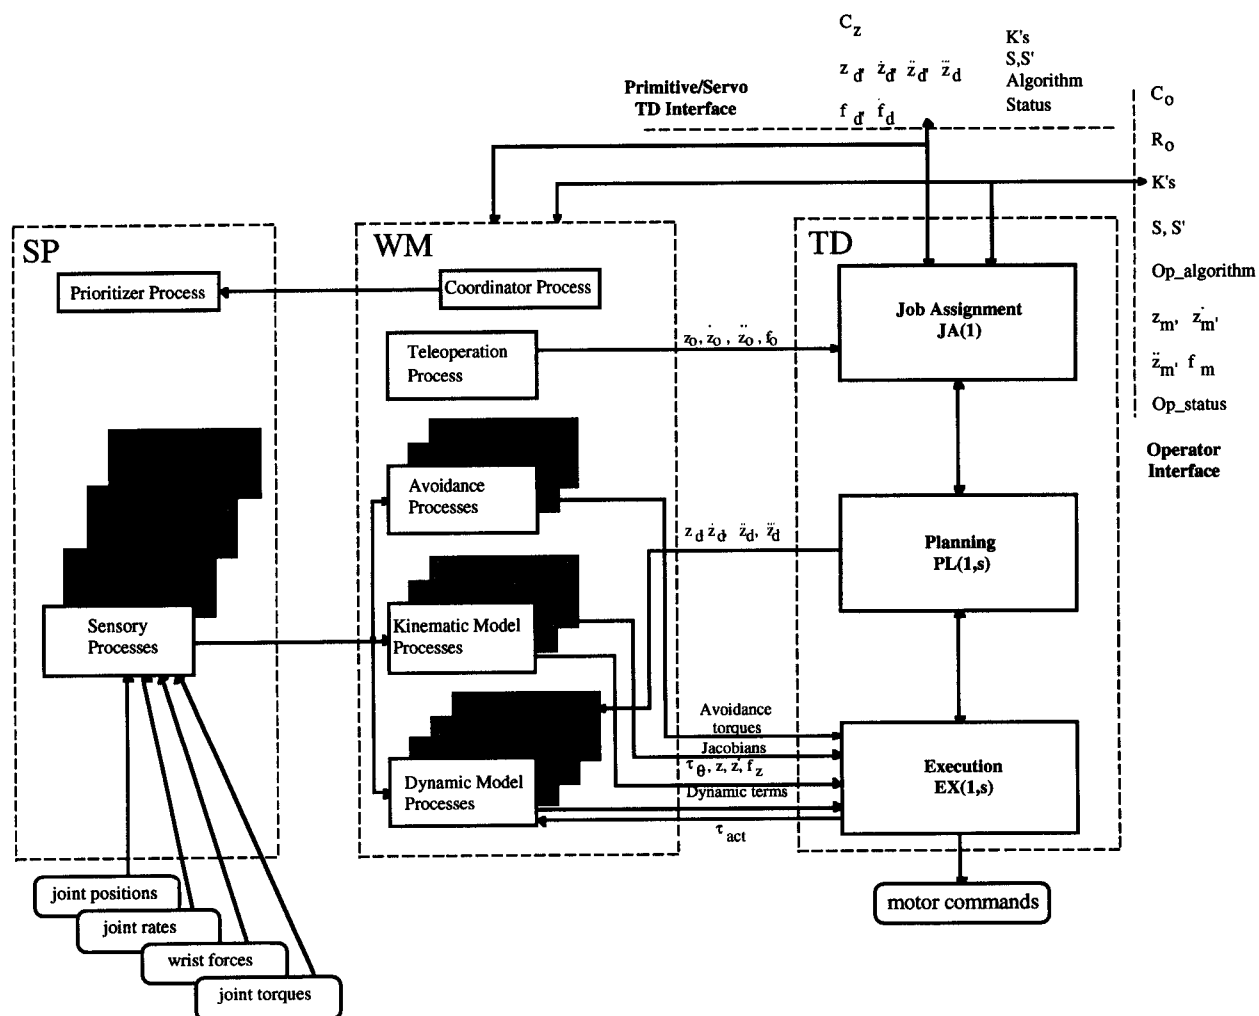 C_z
K's
S,S'
z_d, ż_d, z̈_d, z⃛_d
Algorithm
Primitive/Servo
TD Interface
Status
f_d, ḟ_d
C_o
R_o
K's
S, S'
Op_algorithm
z_m, ż_m,
z̈_m, f_m
Op_status
Operator
Interface
SP
WM
TD
Prioritizer Process
Coordinator Process
Job Assignment
JA(1)
Teleoperation
Process
z_o, ż_o, z̈_o, f_o
Avoidance
Processes
z_d ż_d, z̈_d, z⃛_d
Planning
PL(1,s)
Sensory
Processes
Kinematic Model
Processes
Avoidance
torques
Jacobians
τ_θ, z, ż, f_z
Dynamic terms
τ_act
Dynamic Model
Processes
Execution
EX(1,s)
joint positions
joint rates
wrist forces
joint torques
motor commands